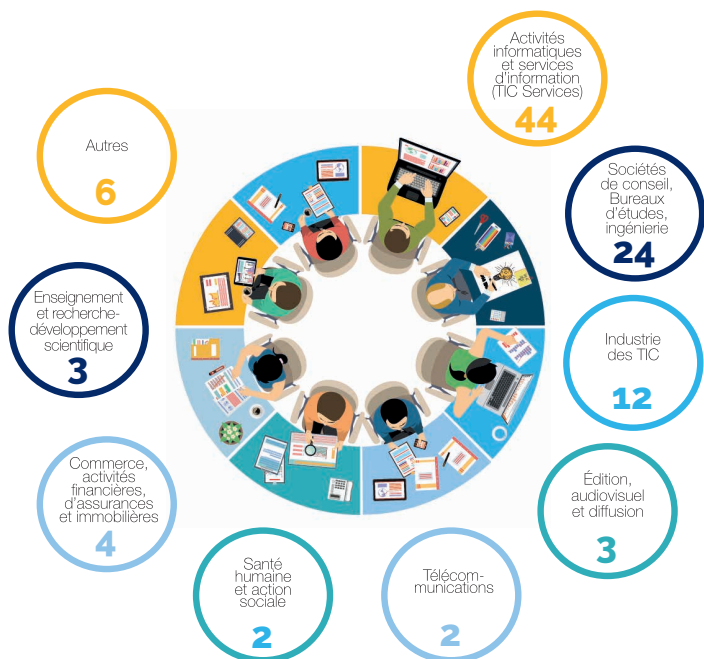 Activités
informatiques
et services
d'information
(TIC Services)
44
Sociétés
de conseil,
Bureaux
d'études,
ingénierie
24
Industrie
des TIC
12
Édition,
audiovisuel
et diffusion
3
Télécom-
munications
2
Santé
humaine
et action
sociale
2
Commerce,
activités
financières,
d'assurances
et immobilières
4
Enseignement
et recherche-
développement
scientifique
3
Autres
6